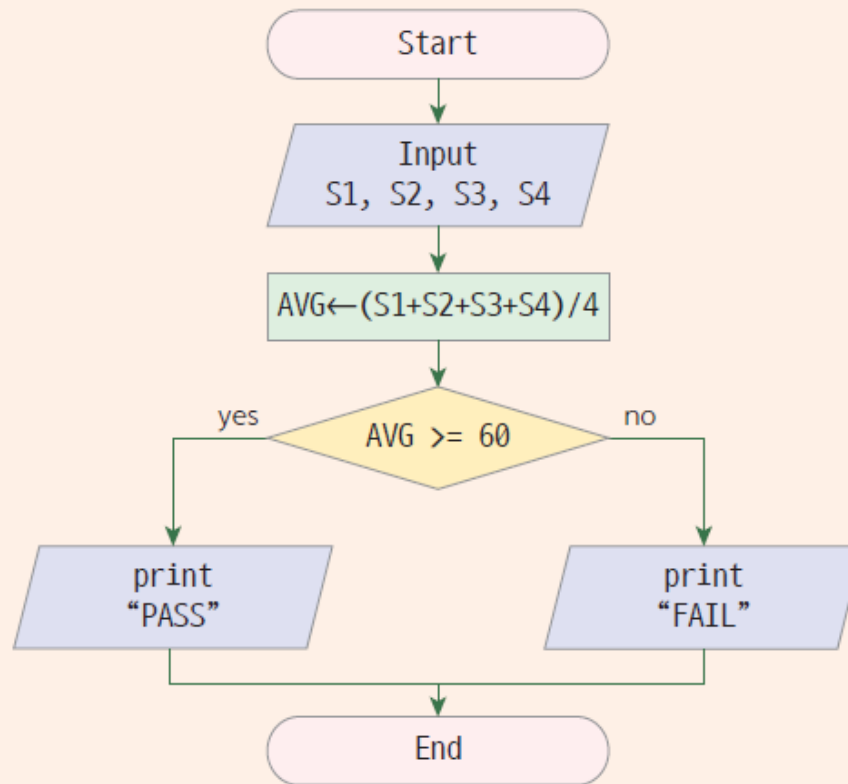 Start
Input
S1, S2, S3, S4
AVG←(S1+S2+S3+S4)/4
yes
AVG >= 60
no
print
“PASS”
print
“FAIL”
End